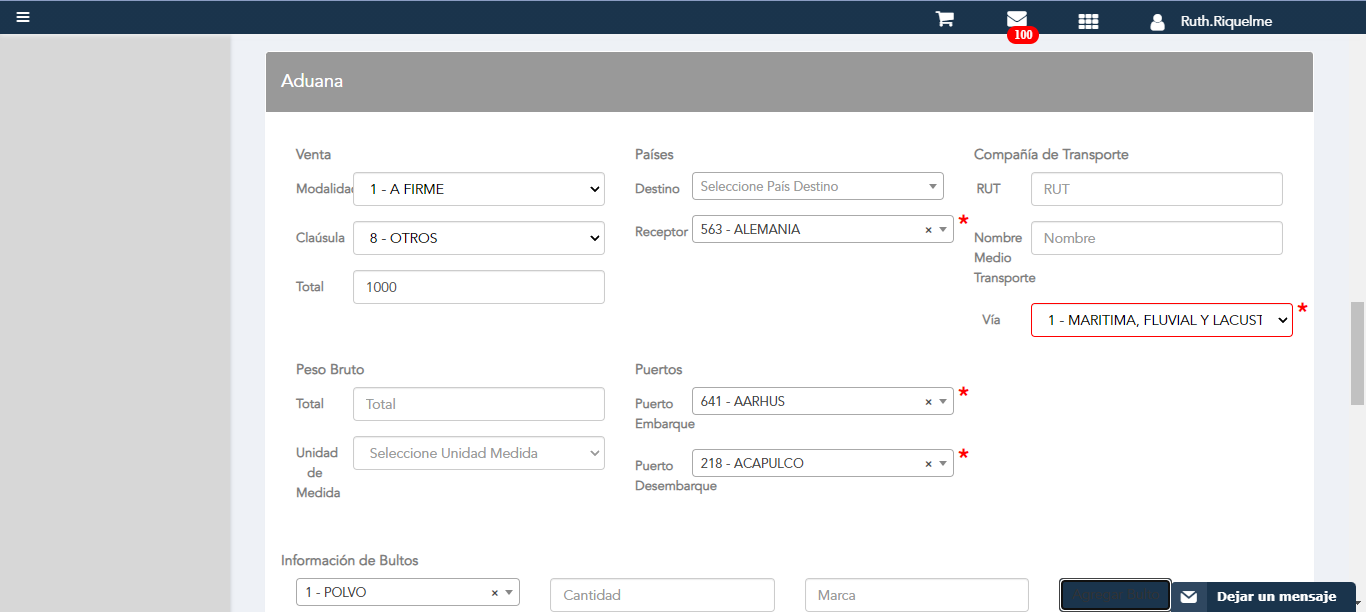 Ruth.Riquelme
100
Aduana
Venta
Países
Compañía de Transporte
Modalidad
1 - A FIRME
Destino
Seleccione País Destino
RUT
RUT
Receptor
563 - ALEMANIA
× 
*
Claúsula
8 - OTROS
Nombre
Medio
Transporte
Nombre
Total
1000
Vía
1 - MARITIMA, FLUVIAL Y LACUST
*
Peso Bruto
Puertos
Total
Total
Puerto
Embarque
641 - AARHUS
×
*
Unidad
de
Medida
Seleccione Unidad Medida
Puerto
Desembarque
218 - ACAPULCO
×
*
Información de Bultos
1 - POLVO
×
Cantidad
Marca
Dejar un mensaje